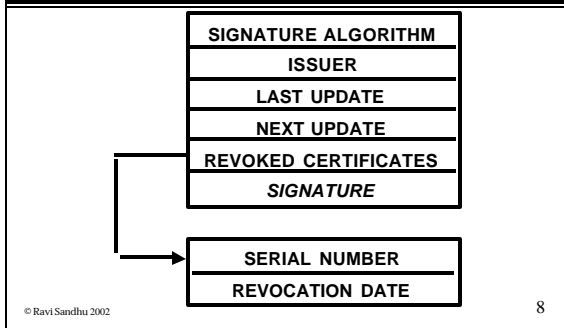 SIGNATURE ALGORITHM
ISSUER
LAST UPDATE
NEXT UPDATE
REVOKED CERTIFICATES
SIGNATURE
SERIAL NUMBER
REVOCATION DATE
© Ravi Sandhu 2002
8